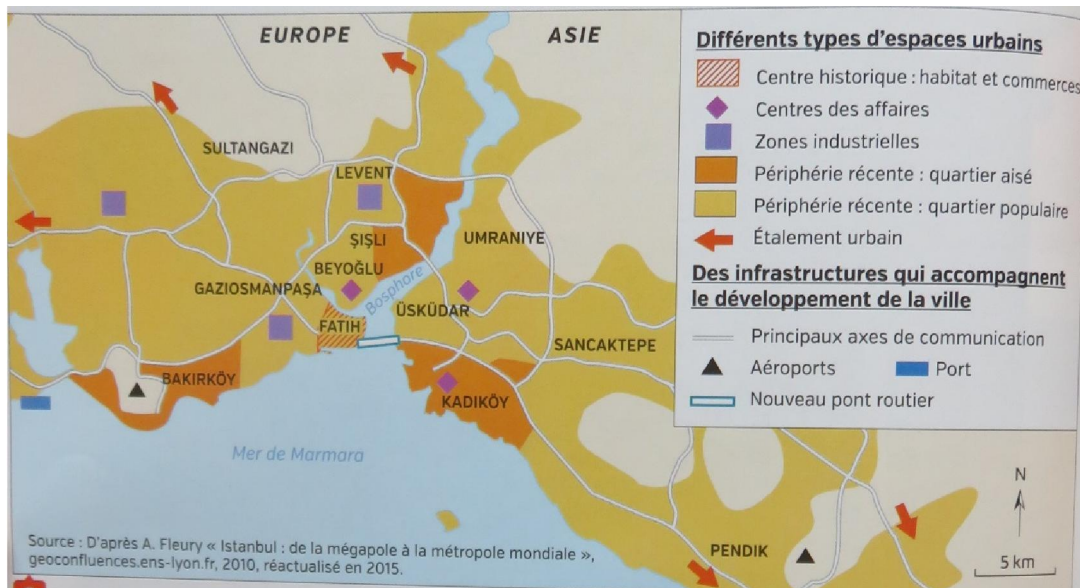 EUROPE
ASIE
SULTANGAZI
LEVENT
ŞIŞLI
UMRANIYE
BEYOĞLU
GAZIOSMANPAŞA
Bosphore
ÜSKÜDAR
FATIH
SANCAKTEPE
BAKIRKÖY
KADIKÖY
Mer de Marmara
PENDIK
Source : D'après A. Fleury « Istanbul : de la mégapole à la métropole mondiale »,
geoconfluences.ens-lyon.fr, 2010, réactualisé en 2015.
Différents types d'espaces urbains
Centre historique : habitat et commerces
Centres des affaires
Zones industrielles
Périphérie récente : quartier aisé
Périphérie récente : quartier populaire
Étalement urbain
Des infrastructures qui accompagnent
le développement de la ville
Principaux axes de communication
Aéroports
Port
Nouveau pont routier
N
5 km